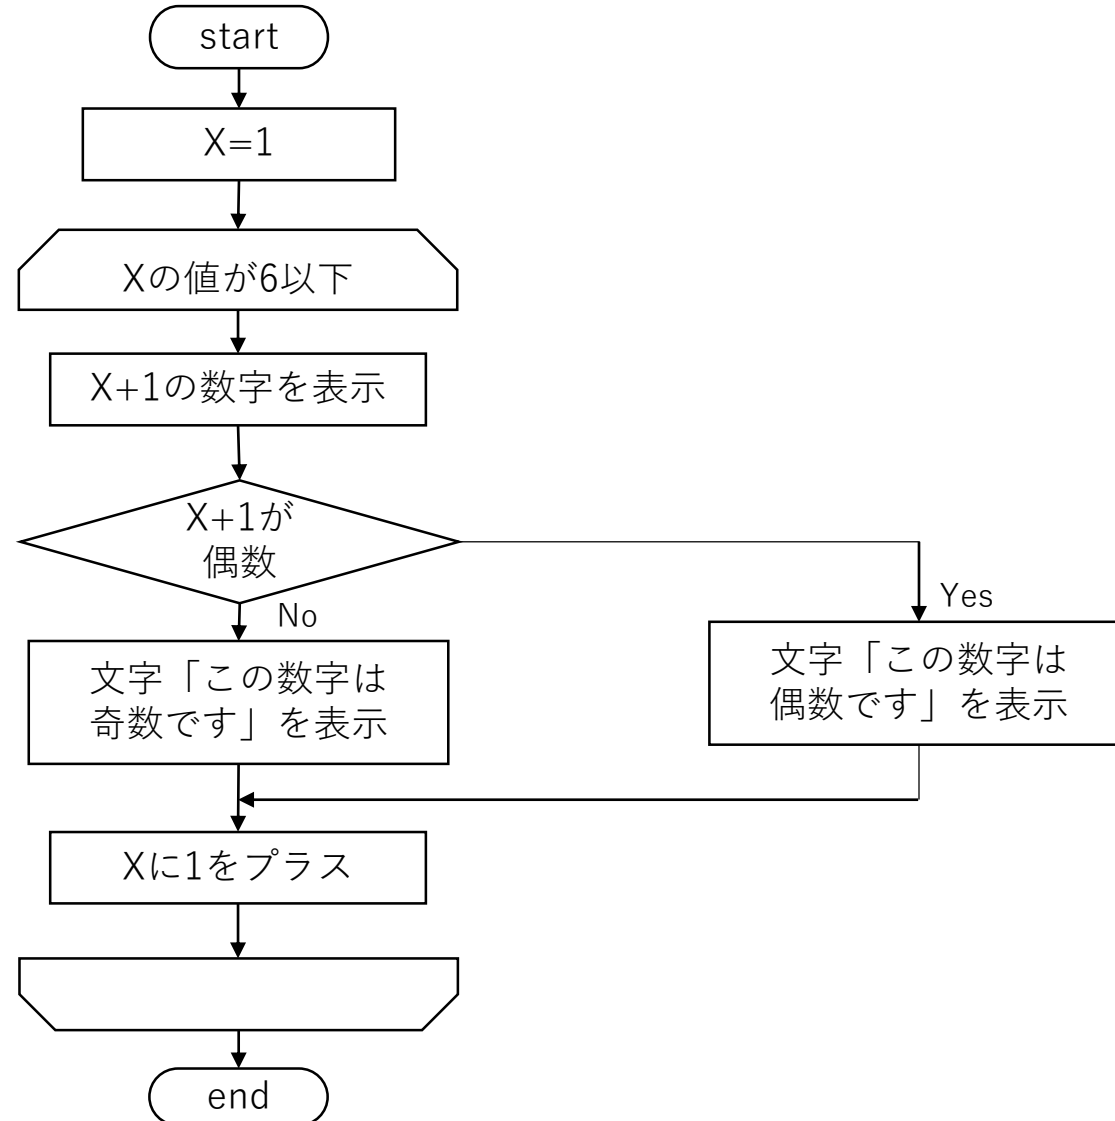 start
X=1
Xの値が6以下
X+1の数字を表示
X+1が
偶数
No
Yes
文字「この数字は
奇数です」を表示
文字「この数字は
偶数です」を表示
Xに1をプラス
end